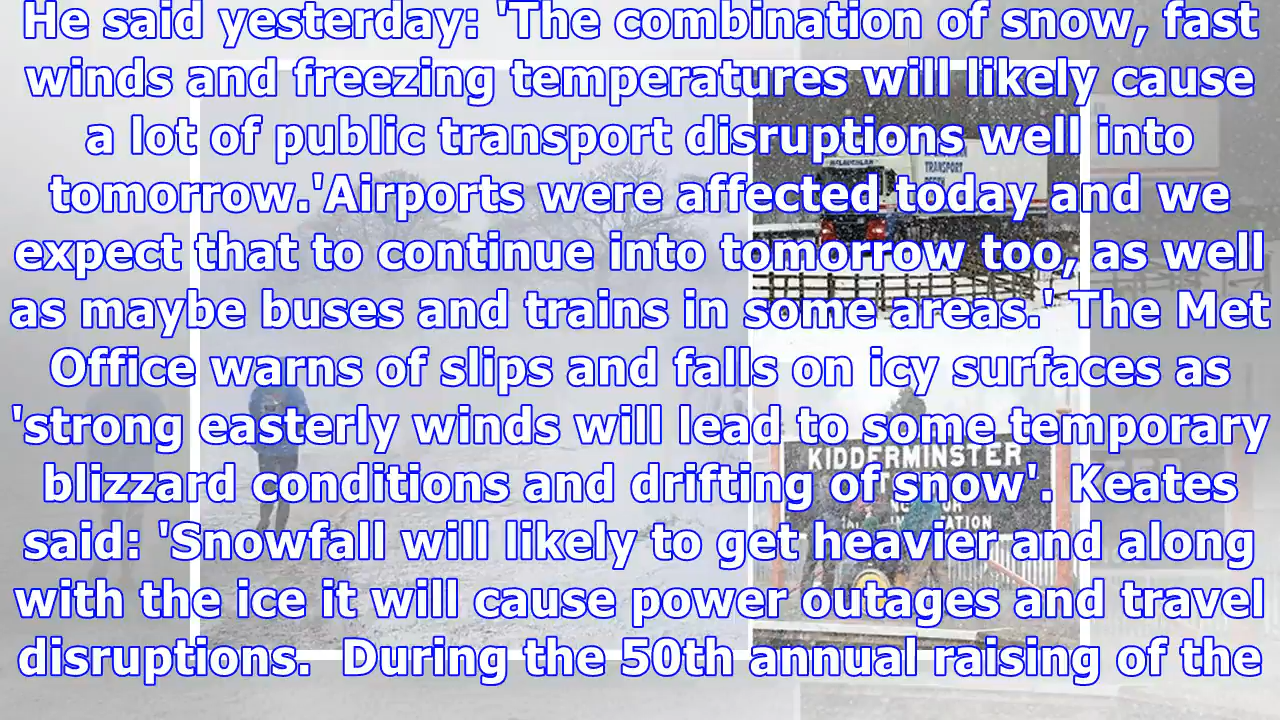 He said yesterday: 'The combination of snow, fast
winds and freezing temperatures will likely cause
a lot of public transport disruptions well into
tomorrow.'Airports were affected today and we
expect that to continue into tomorrow too, as well
as maybe buses and trains in some areas.' The Met
Office warns of slips and falls on icy surfaces as
'strong easterly winds will lead to some temporary
blizzard conditions and drifting of snow'. Keates
said: 'Snowfall will likely to get heavier and along
with the ice it will cause power outages and travel
disruptions.  During the 50th annual raising of the
TRANSPORT
KIDDERMINSTER